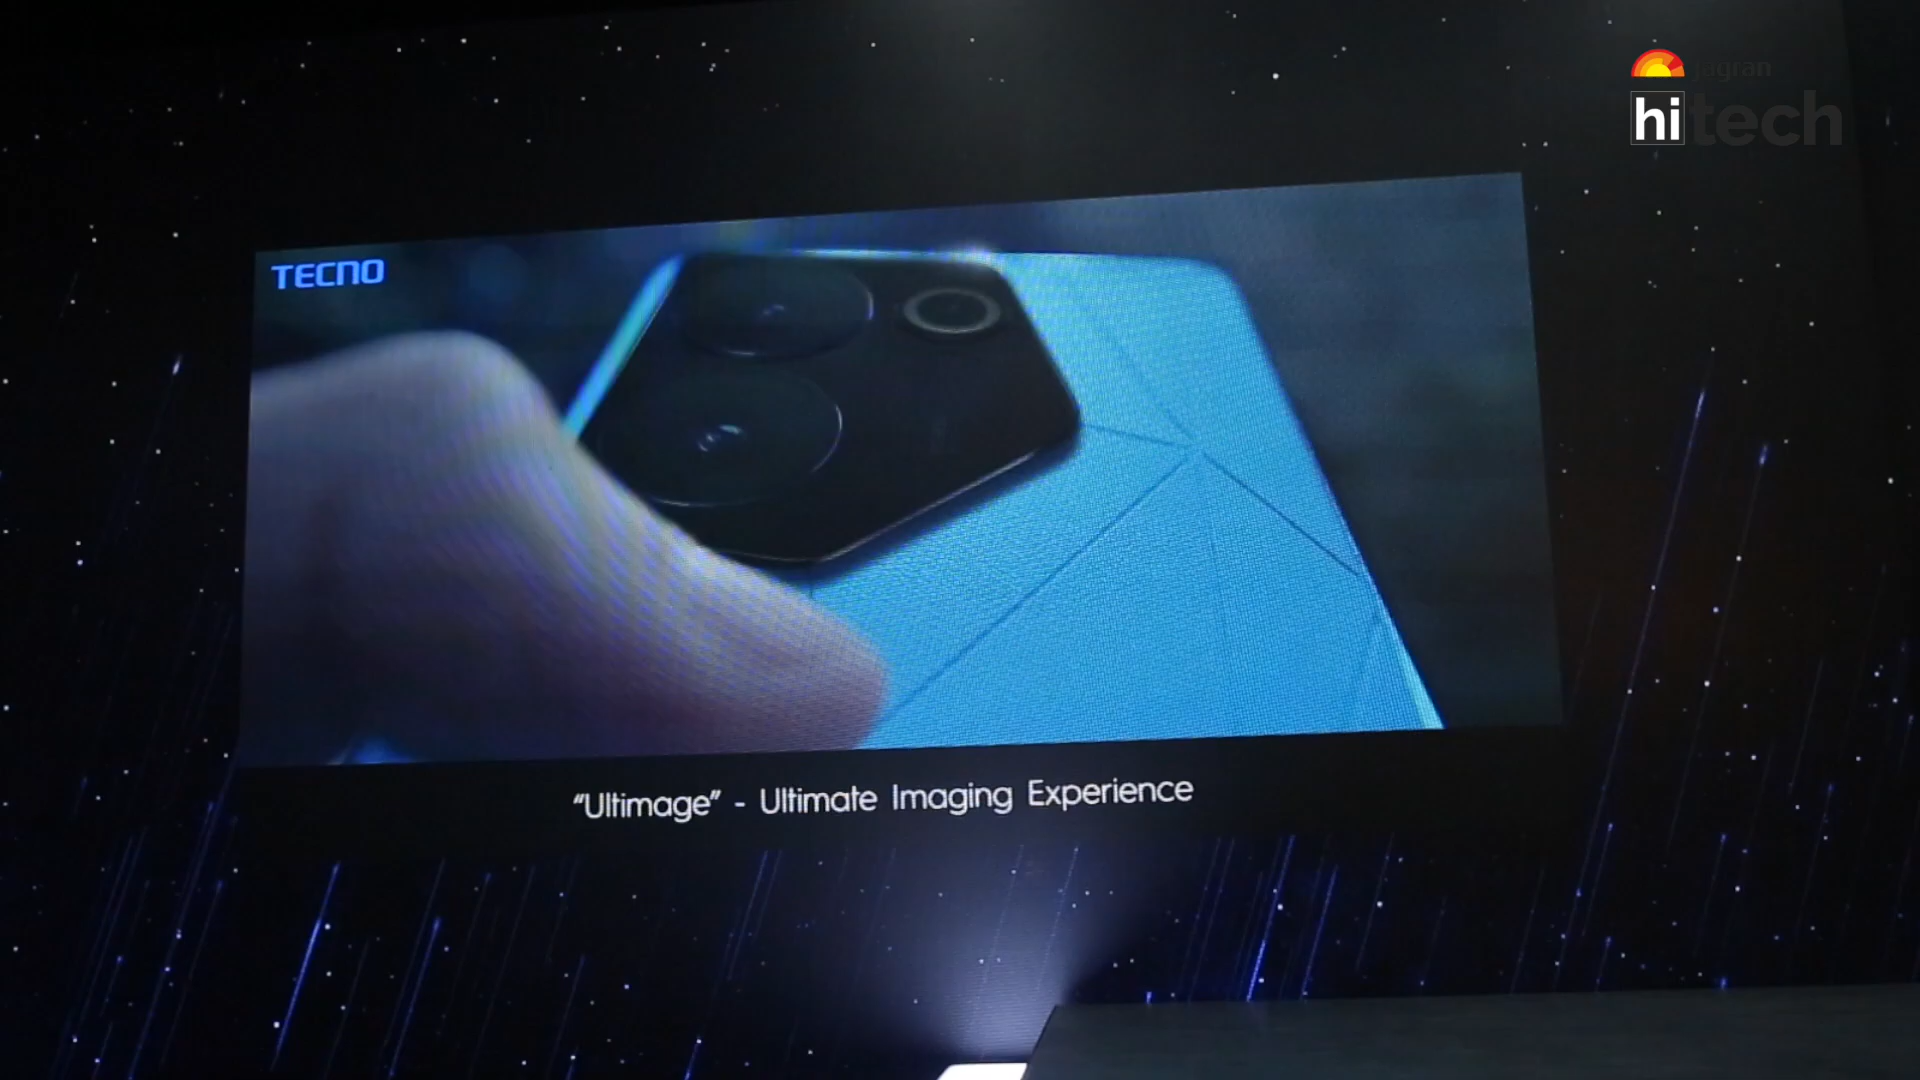 jagran
hitech
TECNO
“Ultimage” - Ultimate Imaging Experience